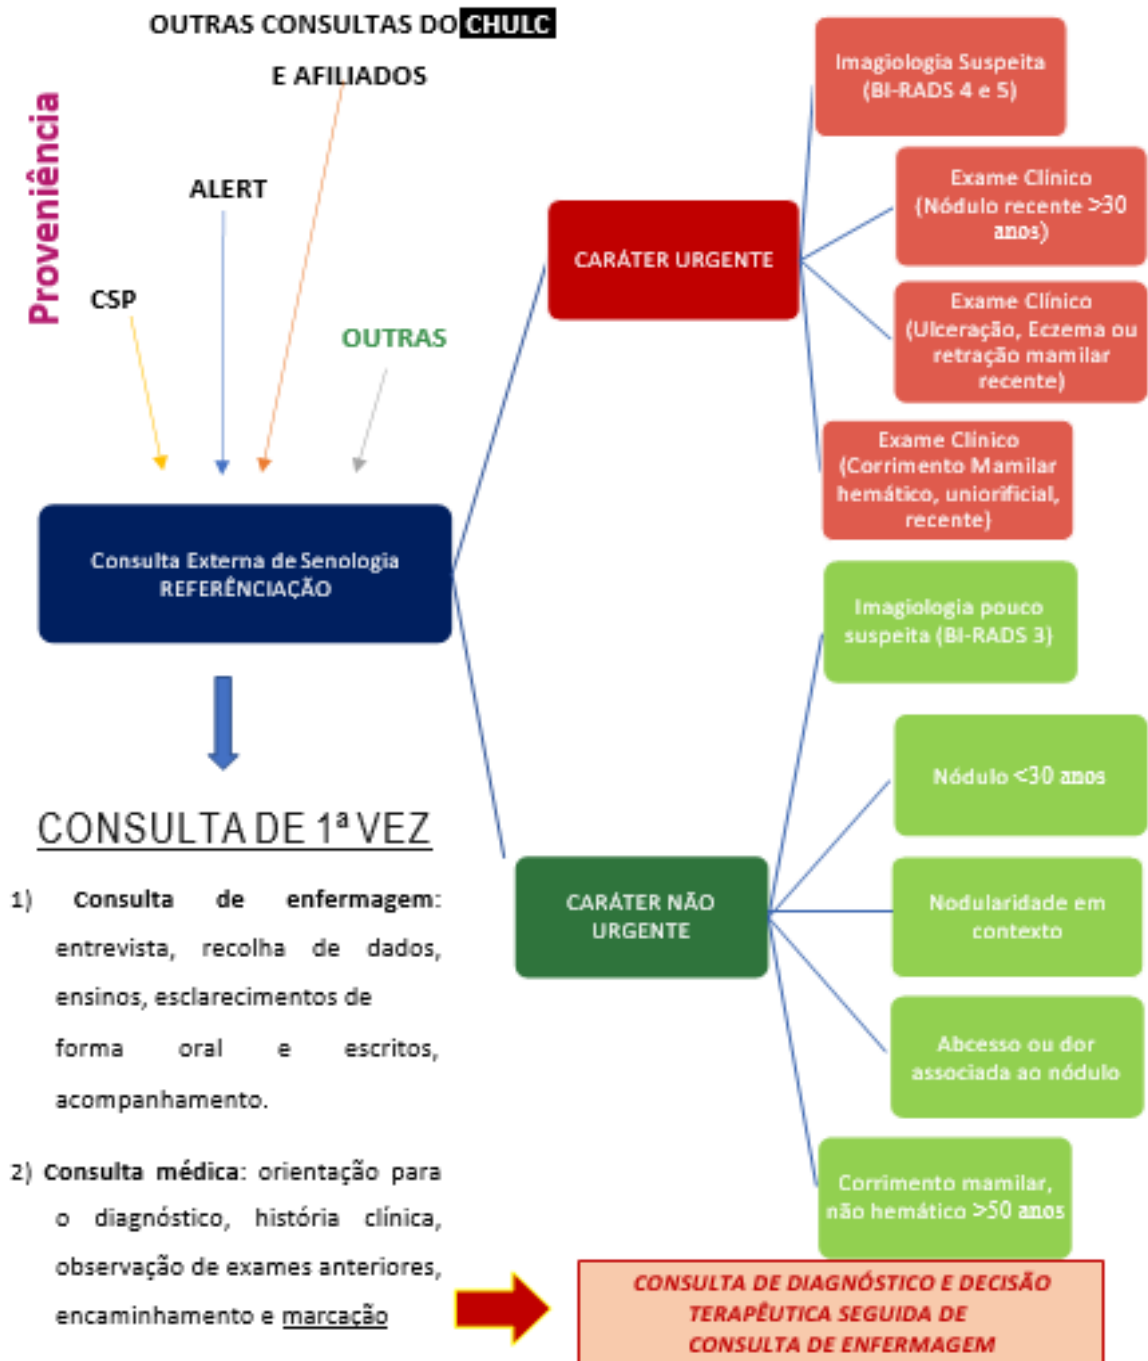 OUTRAS CONSULTAS DO CHULC
E AFILIADOS
Proveniência
ALERT
CSP
OUTRAS
Consulta Externa de Senologia
REFERÊNCIAÇÃO
CARÁTER URGENTE
Imagiologia Suspeita
(BI-RADS 4 e 5)
Exame Clínico
(Nódulo recente >30
anos)
Exame Clínico
(Ulceração, Eczema ou
retração mamilar
recente)
Exame Clínico
(Corrimento Mamilar
hemático, uniorificial,
recente)
CARÁTER NÃO
URGENTE
Imagiologia pouco
suspeita (BI-RADS 3)
Nódulo <30 anos
Nodularidade em
contexto
Abcesso ou dor
associada ao nódulo
Corrimento mamilar,
não hemático >50 anos
CONSULTA DE 1ª VEZ
1) Consulta de enfermagem:
entrevista, recolha de dados,
ensinos, esclarecimentos de
forma oral e escritos,
acompanhamento.
2) Consulta médica: orientação para
o diagnóstico, história clínica,
observação de exames anteriores,
encaminhamento e marcação
CONSULTA DE DIAGNÓSTICO E DECISÃO
TERAPÊUTICA SEGUIDA DE
CONSULTA DE ENFERMAGEM